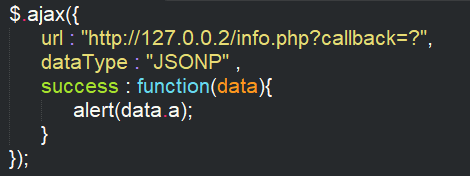 $.ajax({
url : "http://127.0.0.2/info.php?callback=?",
dataType : "JSONP" ,
success : function(data){
alert(data.a);
}
});